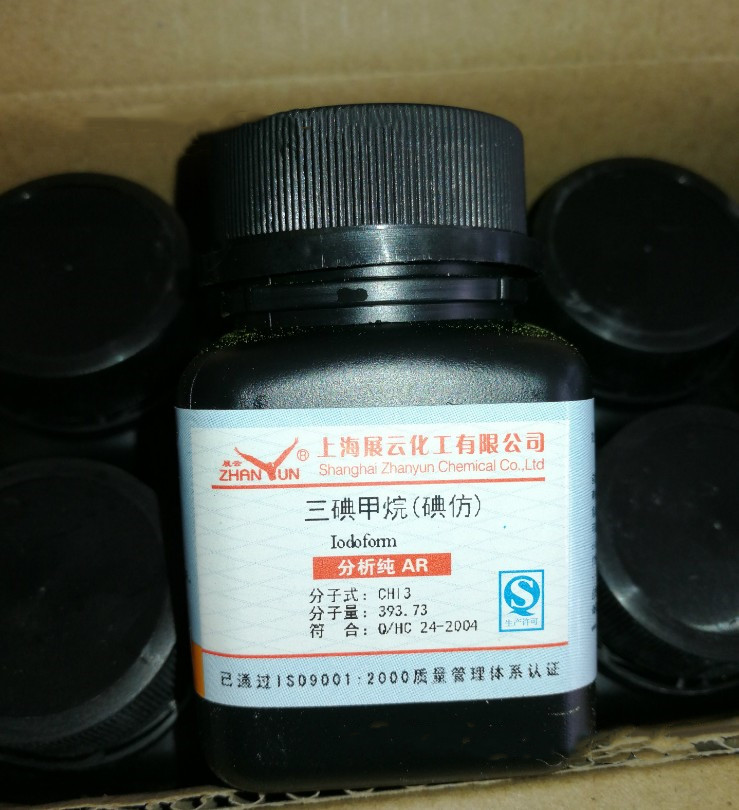 上海展云化工有限公司
展云
ZHANYUN®
Shanghai Zhanyun Chemical Co.,Ltd
三碘甲烷(碘仿)
Iodoform
分析纯 AR
分子式: CHI3
分子量: 393.73
符 合: Q/HC 24-2004
生产许可
已通过ISO9001:2000质量管理体系认证